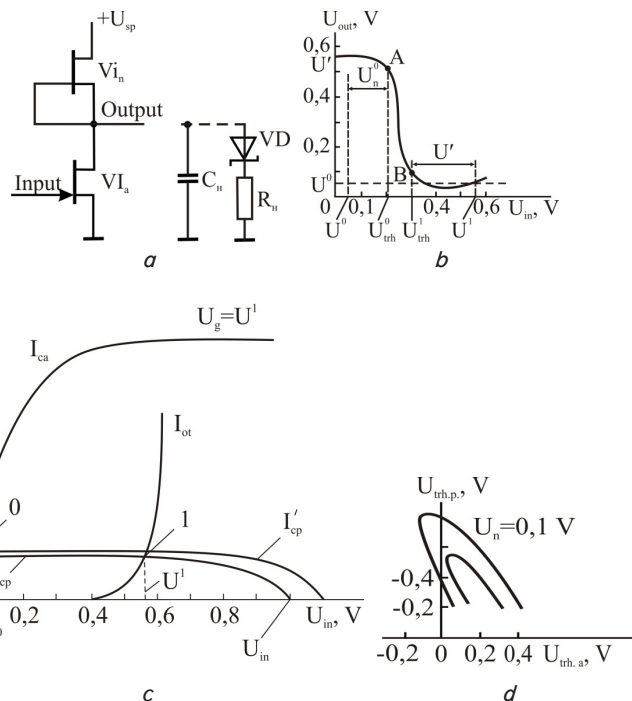 +U_sp
VI_n
Output
Input
VI_a
C_н
VD
R_н
a
U_out, V
0,6
U'
0,4
0,2
U^0
0
A
U_n^0
B
U'
0,1
0,4
0,6
U_in, V
U^0
U_trh^0
U_trh^1
U^1
b
U_g=U^1
I_ca
I_ot
0
1
I'_cp
cp
U^1
0,2
0,4
0,6
0,8
U_in, V
U_in
c
U_trh.p., V
U_n=0,1 V
-0,4
-0,2
-0,2
0
0,2
0,4
U_trh. a, V
d